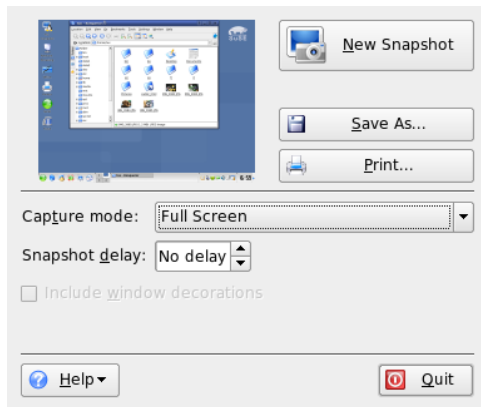 New Snapshot
Save As...
Print...
Capture mode:
Full Screen
Snapshot delay:
No delay
Include window decorations
Help
Quit